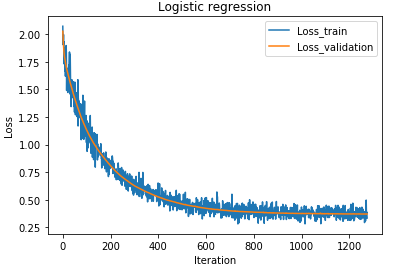 Logistic regression
Loss_train
Loss_validation
2.00
1.75
1.50
1.25
1.00
0.75
0.50
0.25
Loss
0 200 400 600 800 1000 1200
Iteration